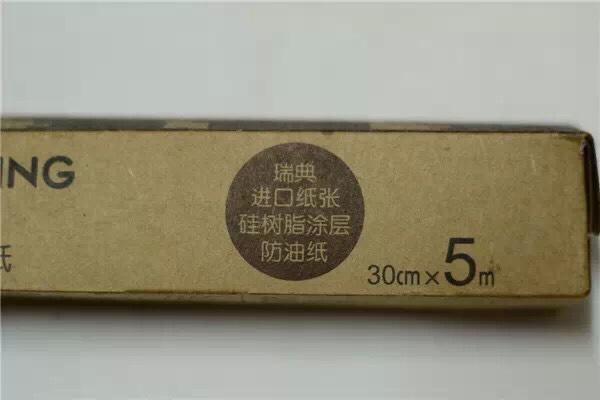 ING
瑞典
进口纸张
硅树脂涂层
防油纸
纸
30cm×5m